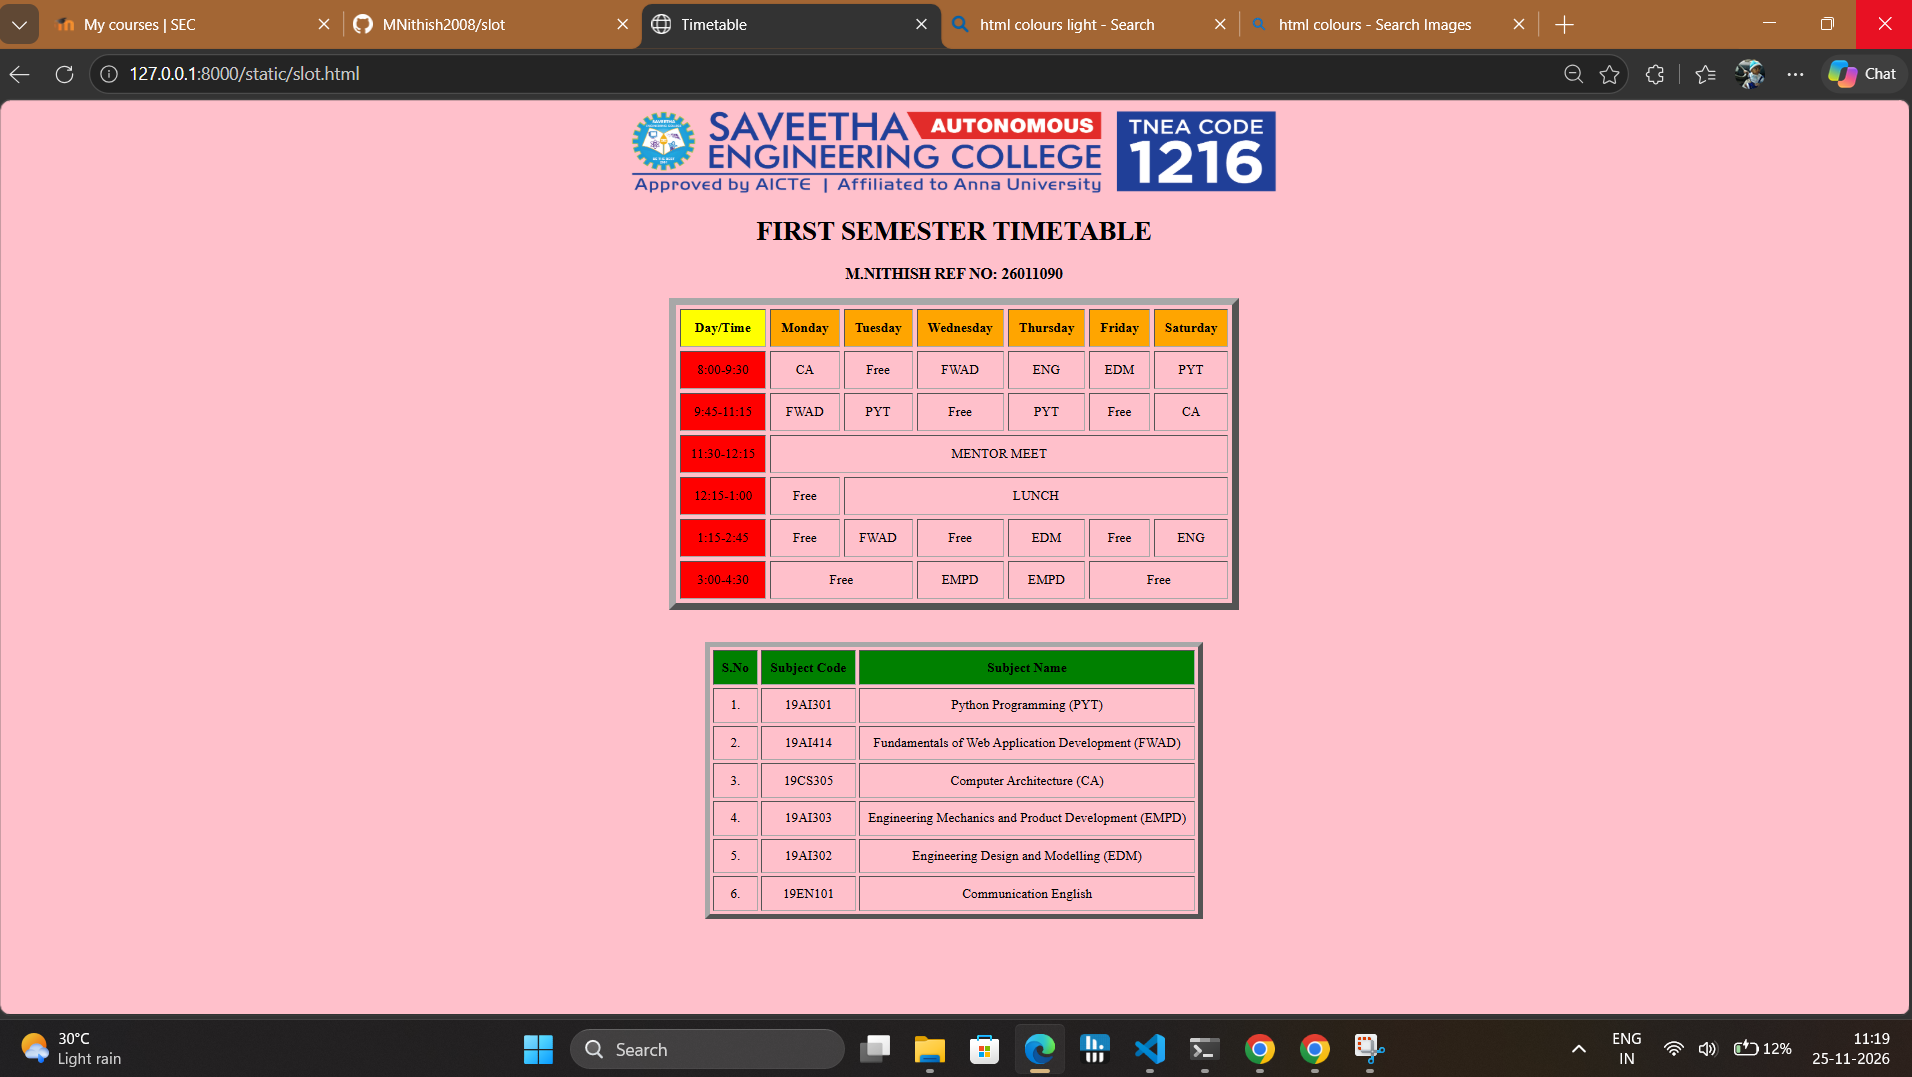 My courses | SEC
MNithish2008/slot
Timetable
html colours light - Search
html colours - Search Images
127.0.0.1:8000/static/slot.html
Chat
SAVEETHA AUTONOMOUS
ENGINEERING COLLEGE
Approved by AICTE | Affiliated to Anna University
TNEA CODE
1216
FIRST SEMESTER TIMETABLE
M.NITHISH REF NO: 26011090
Day/Time Monday Tuesday Wednesday Thursday Friday Saturday
8:00-9:30 CA Free FWAD ENG EDM PYT
9:45-11:15 FWAD PYT Free PYT Free CA
11:30-12:15 MENTOR MEET
12:15-1:00 Free LUNCH
1:15-2:45 Free FWAD Free EDM Free ENG
3:00-4:30 Free EMPD EMPD Free
S.No Subject Code Subject Name
1. 19AI301 Python Programming (PYT)
2. 19AI414 Fundamentals of Web Application Development (FWAD)
3. 19CS305 Computer Architecture (CA)
4. 19AI303 Engineering Mechanics and Product Development (EMPD)
5. 19AI302 Engineering Design and Modelling (EDM)
6. 19EN101 Communication English
30°C
Light rain
Search
ENG
IN
12%
11:19
25-11-2026